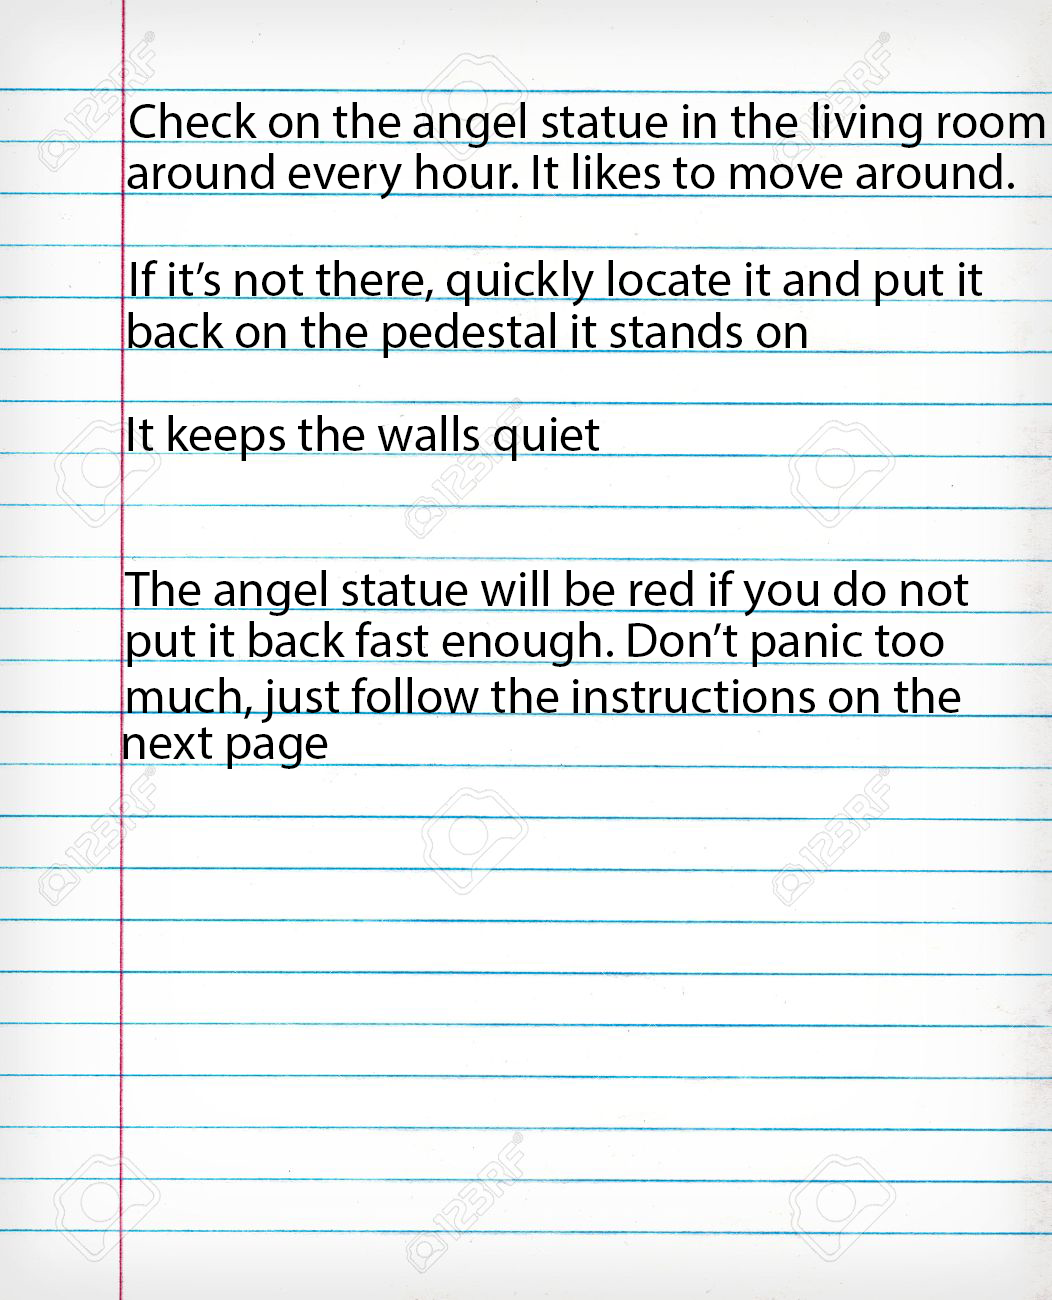 Check on the angel statue in the living room
around every hour. It likes to move around.
If it’s not there, quickly locate it and put it
back on the pedestal it stands on
It keeps the walls quiet
The angel statue will be red if you do not
put it back fast enough. Don’t panic too
much, just follow the instructions on the
next page
123RF
123RF
123RF
123RF
123RF
123RF